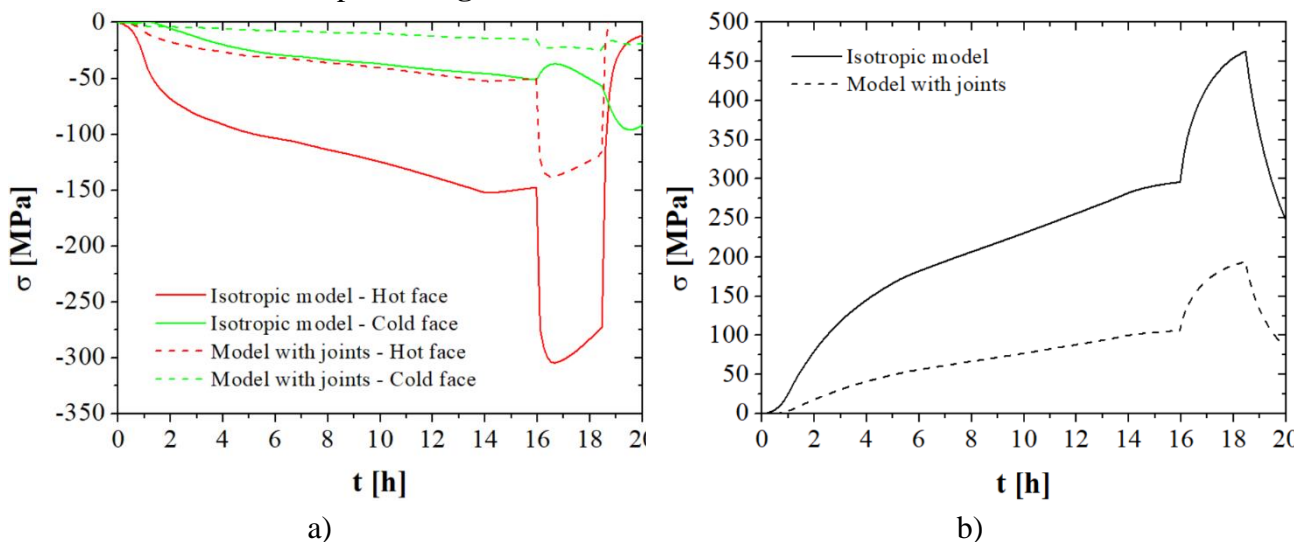 0
-50
-100
-150
-200
-250
-300
-350
σ [MPa]
Isotropic model - Hot face
Isotropic model - Cold face
Model with joints - Hot face
Model with joints - Cold face
0 2 4 6 8 10 12 14 16 18 20
t [h]
a)
500
450
400
350
300
250
200
150
100
50
0
σ [MPa]
Isotropic model
Model with joints
0 2 4 6 8 10 12 14 16 18 20
t [h]
b)